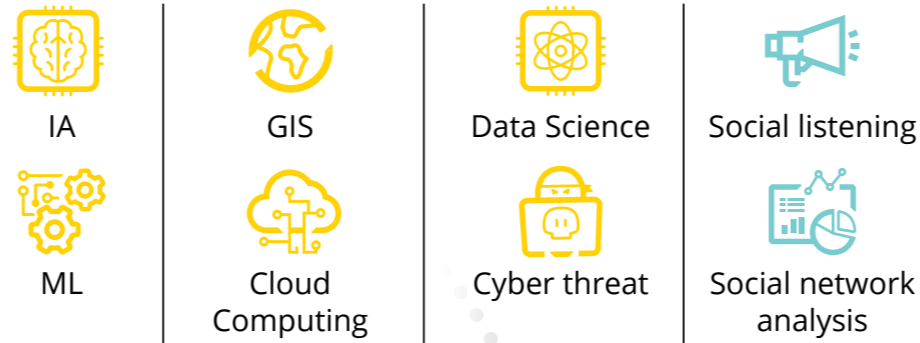 IA
GIS
Data Science
Social listening
ML
Cloud
Computing
Cyber threat
Social network
analysis